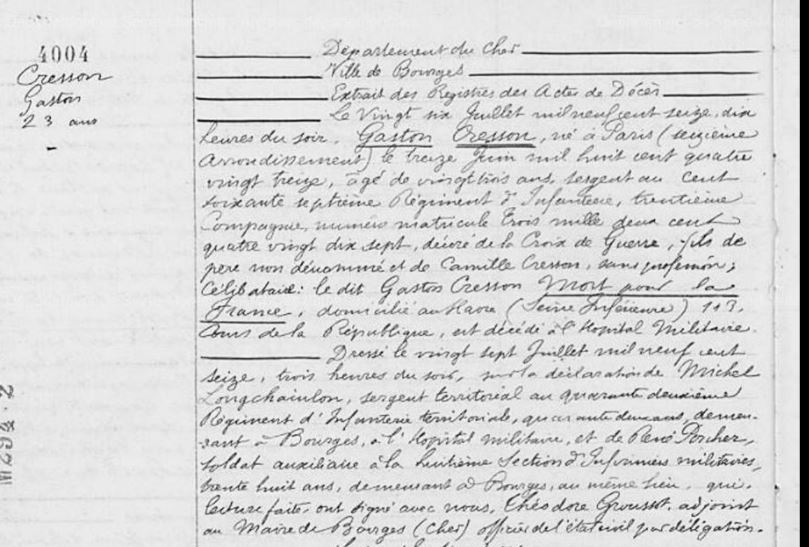 4004
Cresson
Gaston
23 ans
Département du Cher
Ville de Bourges
Extrait des Registres des Actes de Décès
Le Vingt six Juillet mil neuf cent seize, dix
heures du soir, Gaston Cresson, né à Paris (seizième
arrondissement) le treize Juin mil huit cent quatre
vingt treize, âgé de vingt trois ans, sergent au cent
soixante septième Régiment d'Infanterie, trentième
Compagnie, numéro matricule trois mille deux cent
quatre vingt dix sept, décoré de la Croix de Guerre, fils de
père non dénommé et de Camille Cresson, sans profession;
Célibataire: le dit Gaston Cresson Mort pour la
France, domicilié au Havre (Seine Inférieure) 113,
Cours de la République, est décédé à l'Hopital Militaire.
Dressé le vingt sept Juillet mil neuf cent
seize, trois heures du soir, sur la déclaration de Michel
Longchamlon, sergent territorial au quarante deuxième
Régiment d'Infanterie territoriale, quarante deux ans, demeu-
rant à Bourges, à l'Hopital militaire, et de René Porcher,
soldat auxiliaire à la huitième Section d'Infirmiers militaires,
trente huit ans, demeurant à Bourges, au même lieu, qui,
lecture faite, ont signé avec nous, Théodore Grousset, adjoint
au Maire de Bourges (Cher) officier de l'état civil par délégation.
M294 2